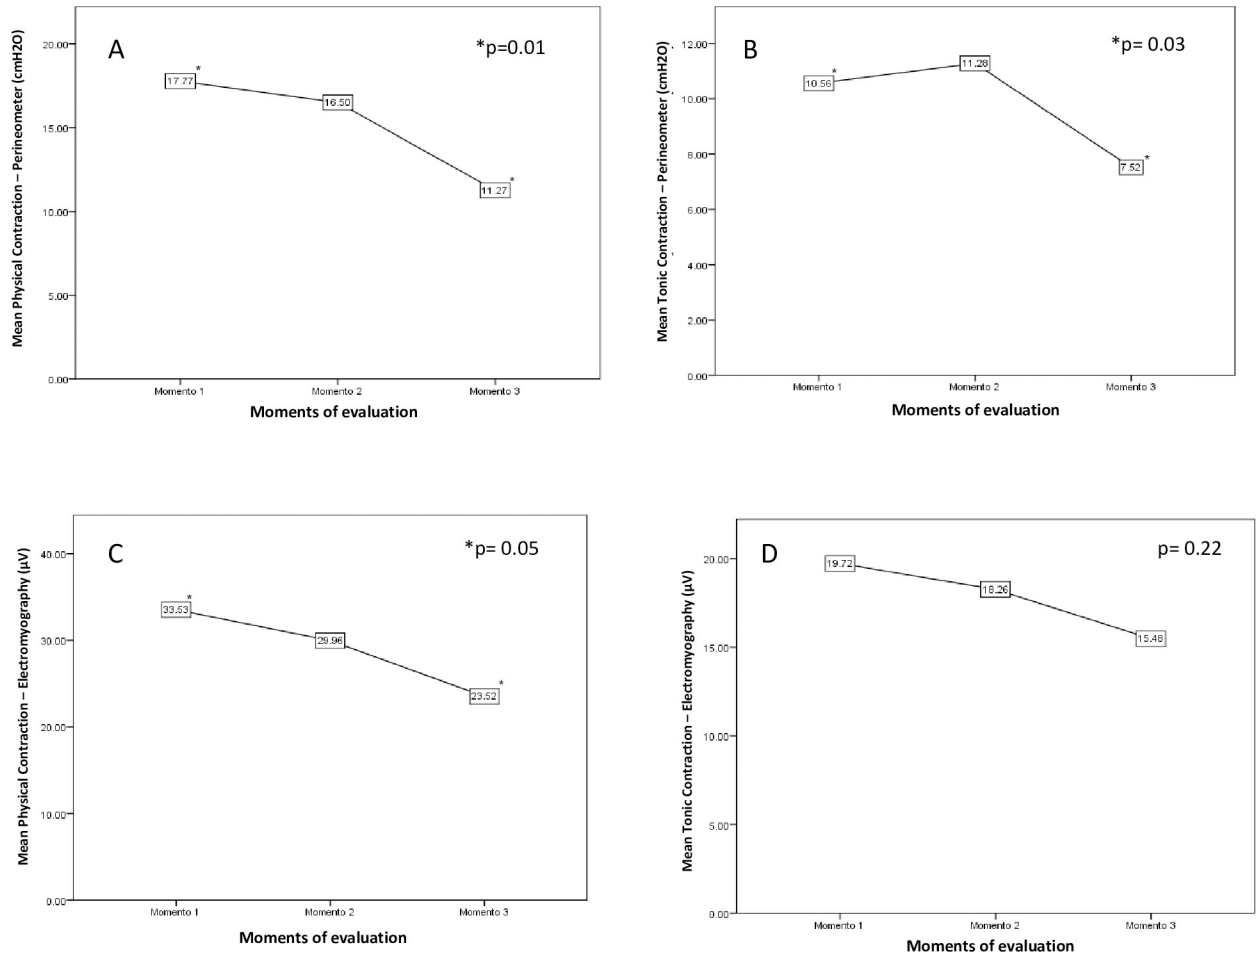 A
*p=0.01
Mean Physical Contraction – Perineometer (cmH2O)
20.00
15.00
10.00
5.00
0.00
17.77
*
16.50
11.27
*
Momento 1
Momento 2
Momento 3
Moments of evaluation
B
*p= 0.03
Mean Tonic Contraction – Perineometer (cmH2O)
12.00
10.00
8.00
6.00
4.00
2.00
0.00
10.56
*
11.28
7.52
*
Momento 1
Momento 2
Momento 3
Moments of evaluation
C
*p= 0.05
Mean Physical Contraction – Electromyography (µV)
40.00
30.00
20.00
10.00
0.00
33.53
*
29.96
23.52
*
Momento 1
Momento 2
Momento 3
Moments of evaluation
D
p= 0.22
Mean Tonic Contraction – Electromyography (µV)
20.00
15.00
10.00
5.00
0.00
19.72
18.26
15.48
Momento 1
Momento 2
Momento 3
Moments of evaluation